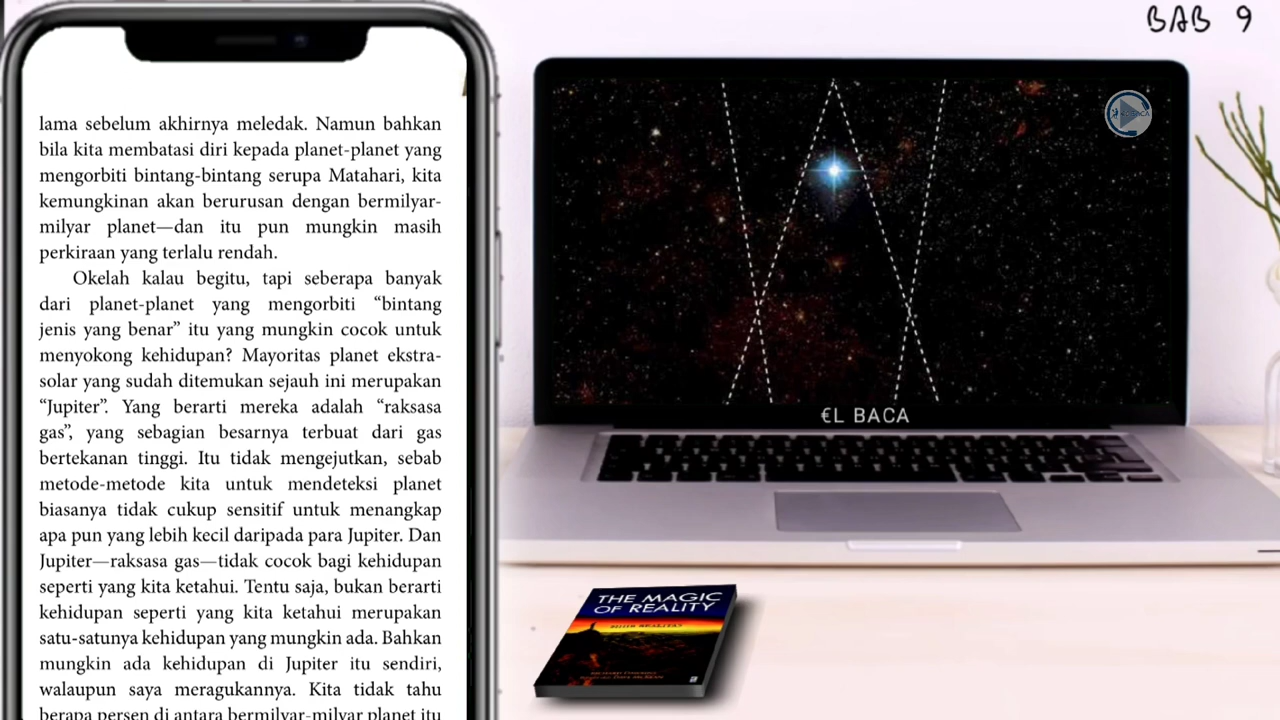 lama sebelum akhirnya meledak. Namun bahkan
bila kita membatasi diri kepada planet-planet yang
mengorbiti bintang-bintang serupa Matahari, kita
kemungkinan akan berurusan dengan bermilyar-
milyar planet—dan itu pun mungkin masih
perkiraan yang terlalu rendah.
Okelah kalau begitu, tapi seberapa banyak
dari planet-planet yang mengorbiti “bintang
jenis yang benar” itu yang mungkin cocok untuk
menyokong kehidupan? Mayoritas planet ekstra-
solar yang sudah ditemukan sejauh ini merupakan
“Jupiter”. Yang berarti mereka adalah “raksasa
gas”, yang sebagian besarnya terbuat dari gas
bertekanan tinggi. Itu tidak mengejutkan, sebab
metode-metode kita untuk mendeteksi planet
biasanya tidak cukup sensitif untuk menangkap
apa pun yang lebih kecil daripada para Jupiter. Dan
Jupiter—raksasa gas—tidak cocok bagi kehidupan
seperti yang kita ketahui. Tentu saja, bukan berarti
kehidupan seperti yang kita ketahui merupakan
satu-satunya kehidupan yang mungkin ada. Bahkan
mungkin ada kehidupan di Jupiter itu sendiri,
walaupun saya meragukannya. Kita tidak tahu
berapa persen di antara bermilyar-milyar planet itu
BAB 9
€L BACA
THE MAGIC
OF REALITY